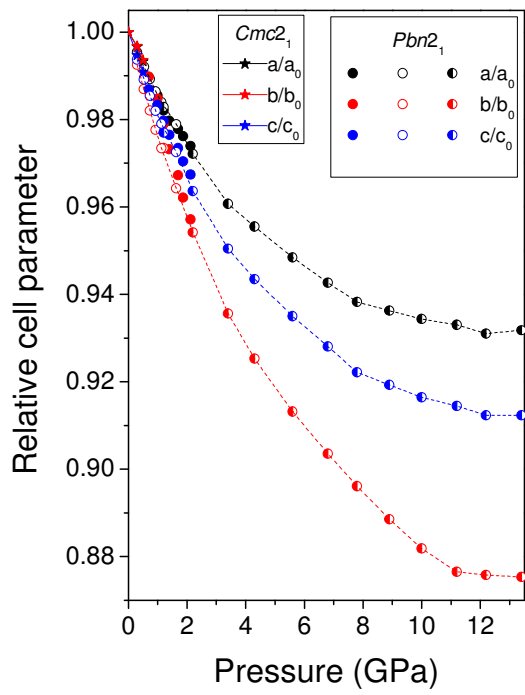 1.00
0.98
0.96
0.94
0.92
0.90
0.88
Relative cell parameter
Cmc2₁
a/a₀
b/b₀
c/c₀
Pbn2₁
a/a₀
b/b₀
c/c₀
0 2 4 6 8 10 12
Pressure (GPa)